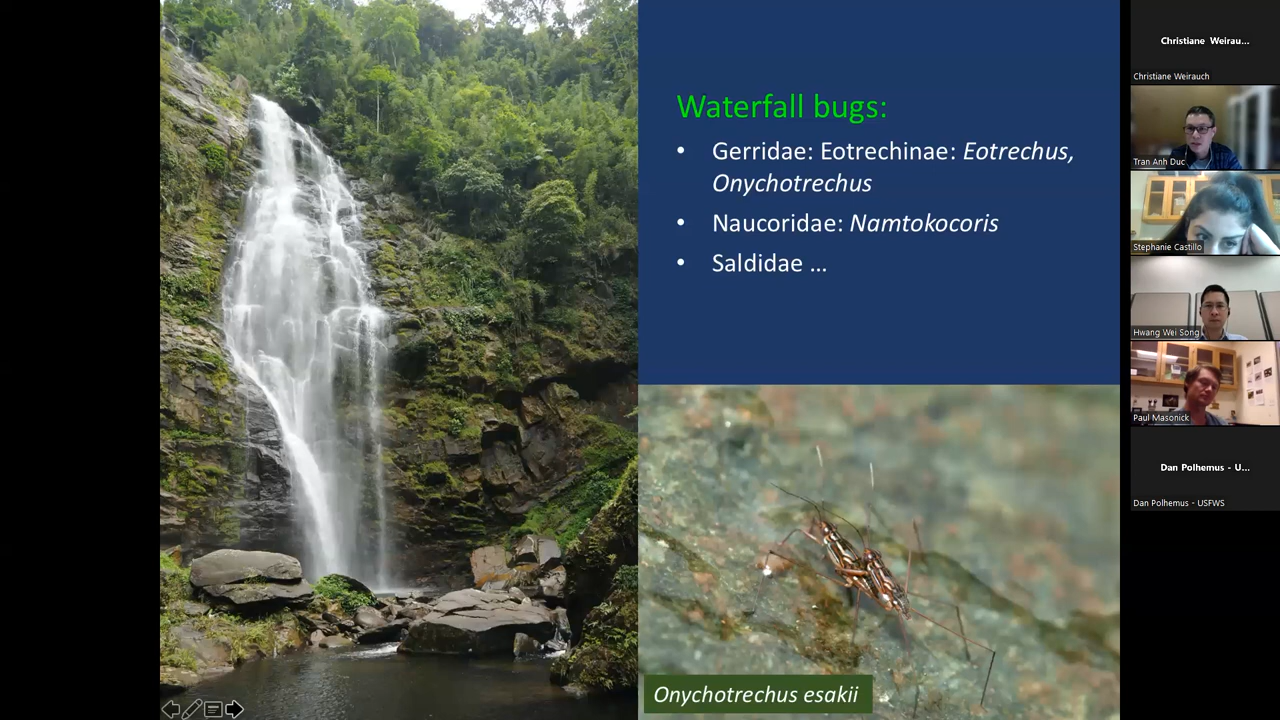 Waterfall bugs:
• Gerridae: Eotrechinae: Eotrechus,
Onychotrechus
• Naucoridae: Namtokocoris
• Saldidae ...
Onychotrechus esakii
Christiane Weirau...
Christiane Weirauch
Tran Anh Duc
Stephanie Castillo
Hwang Wei Song
Paul Masonick
Dan Polhemus - U...
Dan Polhemus - USFWS